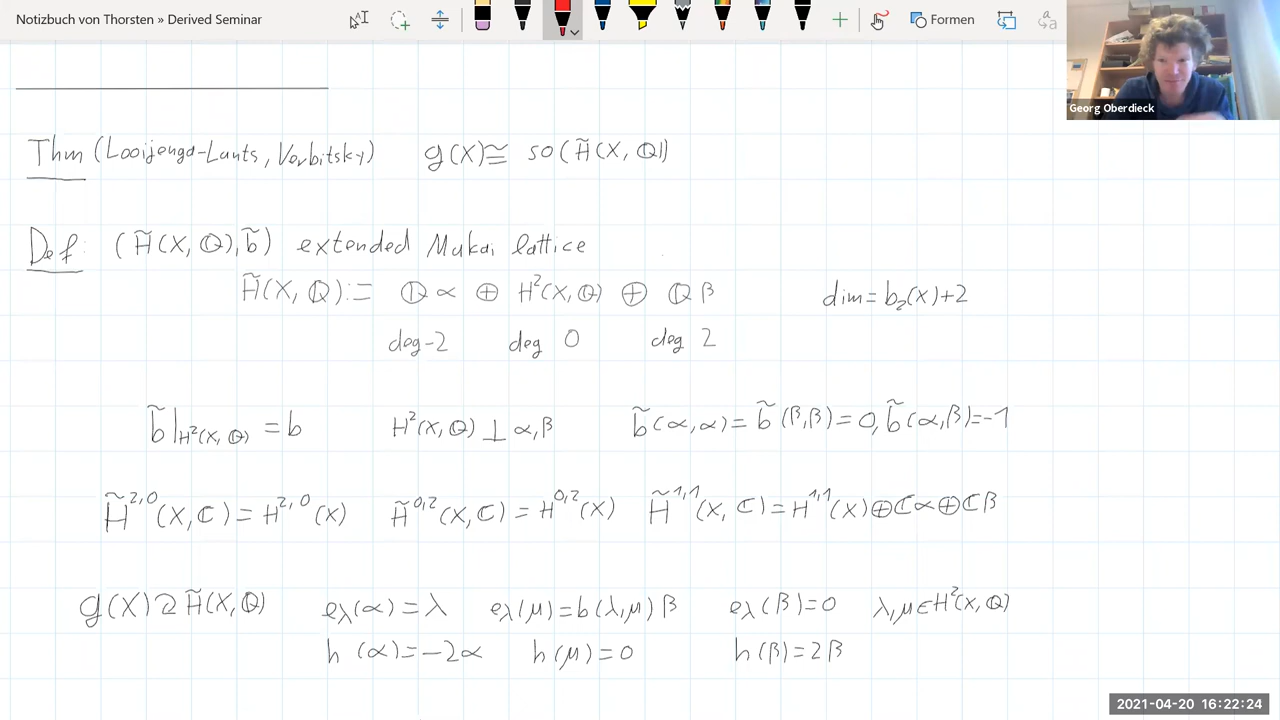 Notizbuch von Thorsten » Derived Seminar
Formen
Georg Oberdieck
Thm (Looijenga-Lunts, Verbitsky) g(X) ≅ so(H̃(X, ℚ))
Def: (H̃(X, ℚ), b̃) extended Mukai lattice
H̃(X, ℚ) := ℚα ⊕ H²(X, ℚ) ⊕ ℚβ dim = b₂(X)+2
deg -2 deg 0 deg 2
b̃|H²(X, ℚ) = b H²(X, ℚ) ⊥ α, β b̃(α, α) = b̃(β, β) = 0, b̃(α, β) = -1
H̃²,⁰(X, ℂ) = H²,⁰(X) H̃⁰,²(X, ℂ) = H⁰,²(X) H̃¹,¹(X, ℂ) = H¹,¹(X) ⊕ ℂα ⊕ ℂβ
g(X) ⊇ H̃(X, ℚ) e_λ(α) = λ e_λ(μ) = b(λ, μ) β e_λ(β) = 0 λ, μ ∈ H²(X, ℚ)
h(α) = -2α h(μ) = 0 h(β) = 2β
2021-04-20 16:22:24